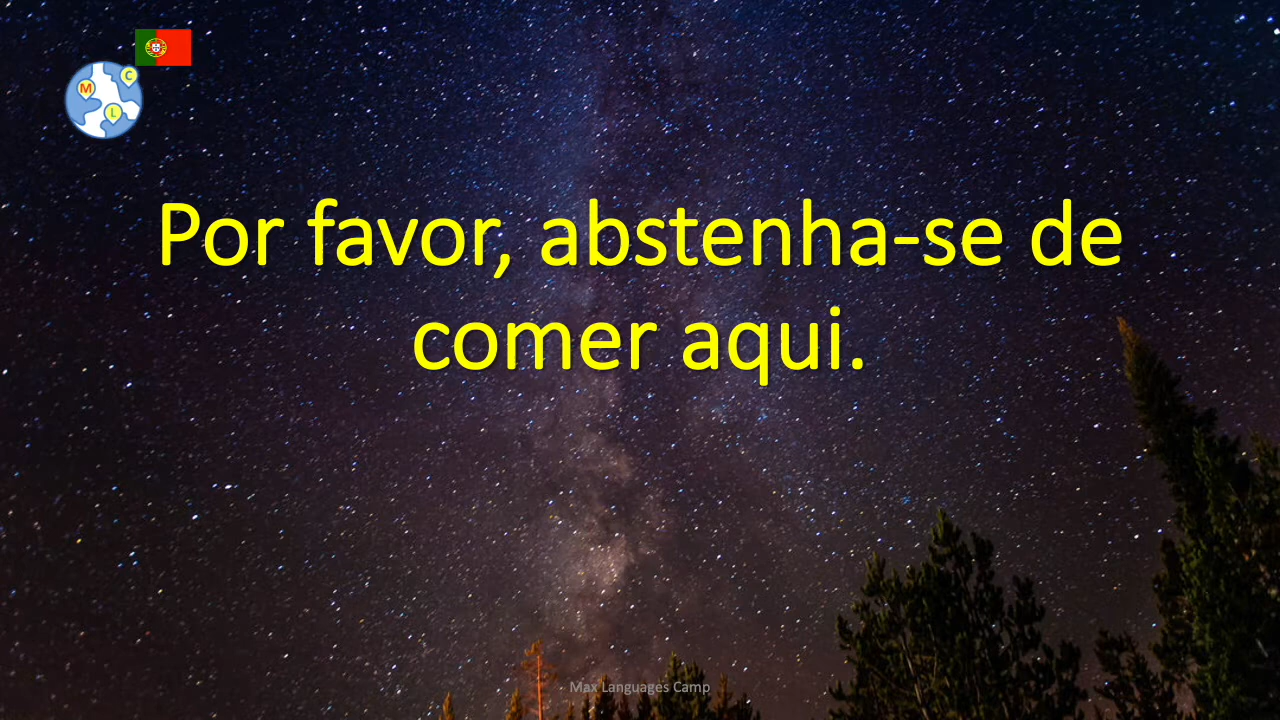 C
M
L
Por favor, abstenha-se de
comer aqui.
Max Languages Camp